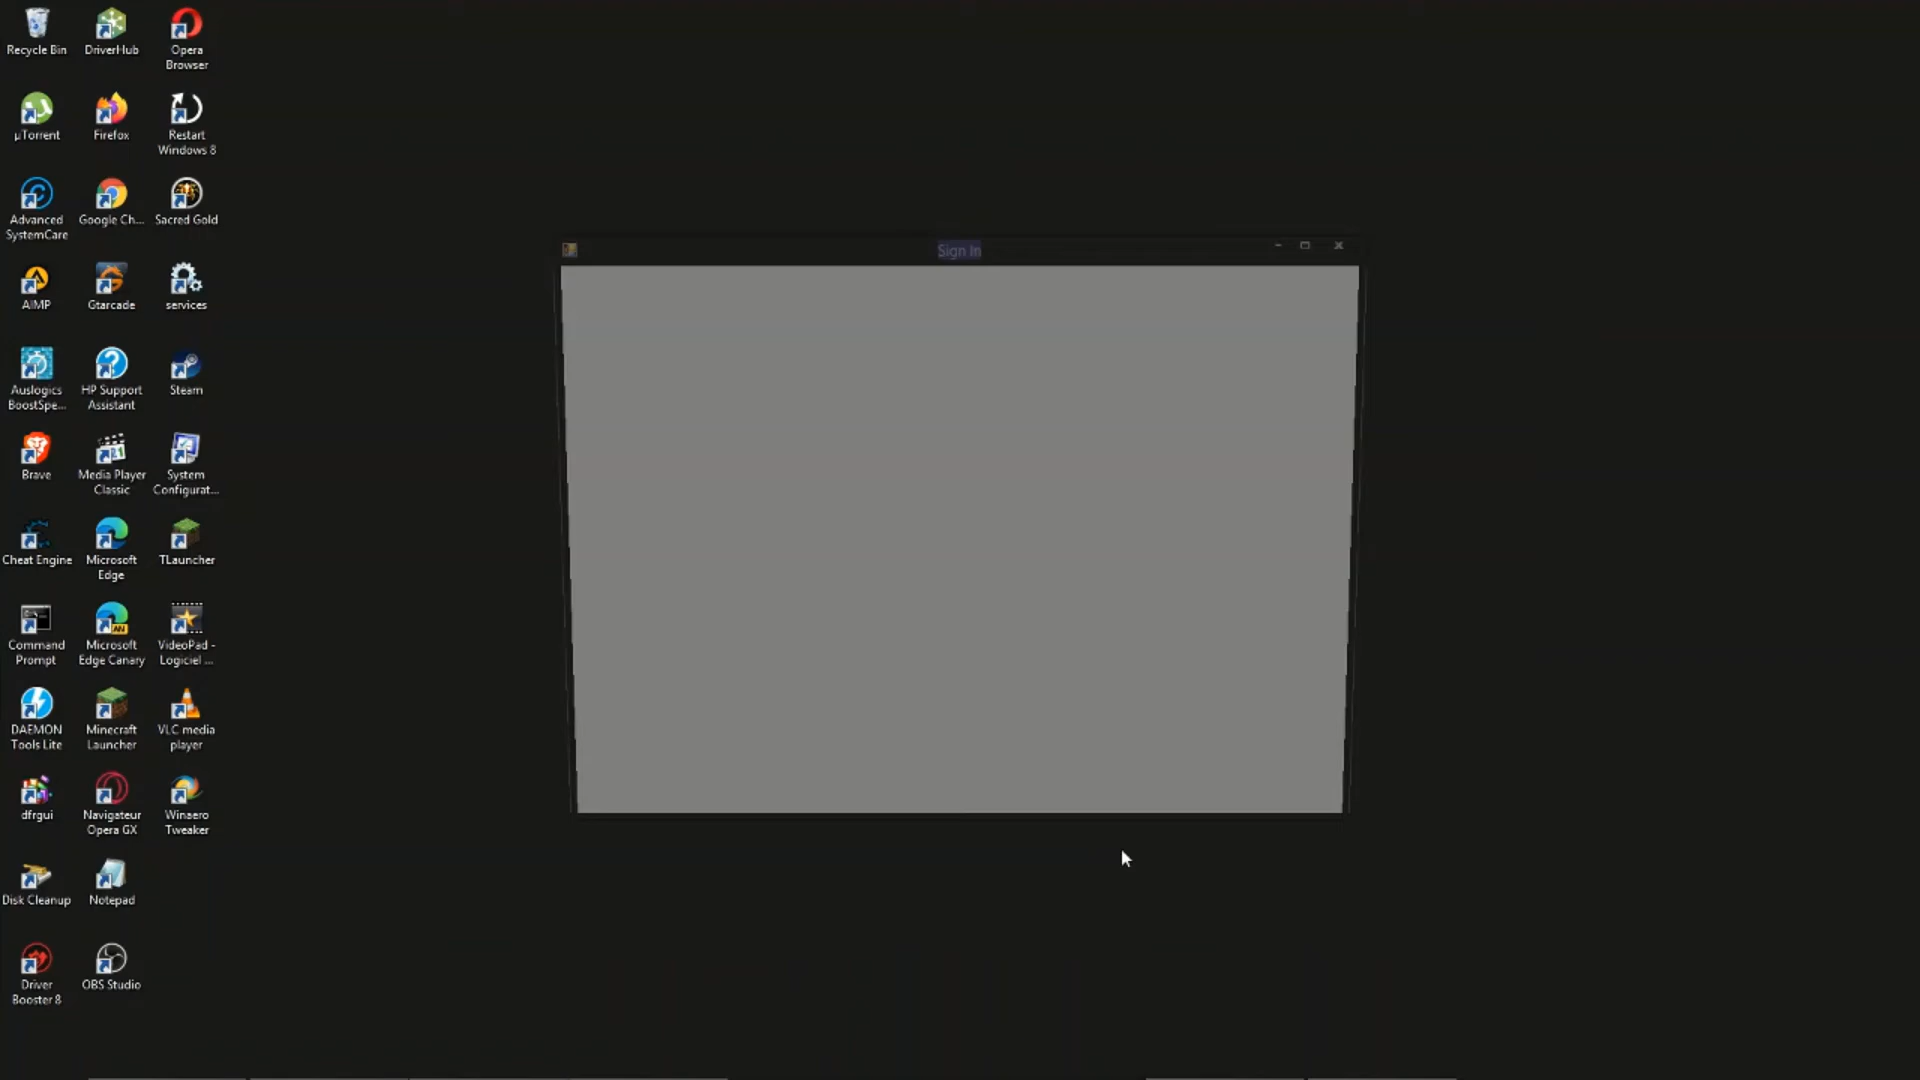 Recycle Bin
DriverHub
Opera
Browser
µTorrent
Firefox
Restart
Windows 8
Advanced
SystemCare
Google Ch...
Sacred Gold
AIMP
Gtarcade
services
Auslogics
BoostSpe...
HP Support
Assistant
Steam
Brave
Media Player
Classic
System
Configurat...
Cheat Engine
Microsoft
Edge
TLauncher
Command
Prompt
Microsoft
Edge Canary
VideoPad -
Logiciel ...
DAEMON
Tools Lite
Minecraft
Launcher
VLC media
player
dfrgui
Navigateur
Opera GX
Winaero
Tweaker
Disk Cleanup
Notepad
Driver
Booster 8
OBS Studio
Sign In